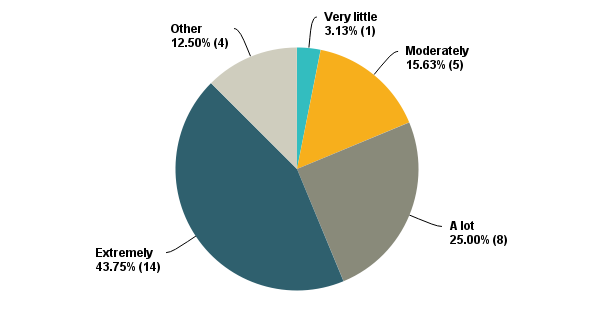 Very little
3.13% (1)
Moderately
15.63% (5)
A lot
25.00% (8)
Extremely
43.75% (14)
Other
12.50% (4)